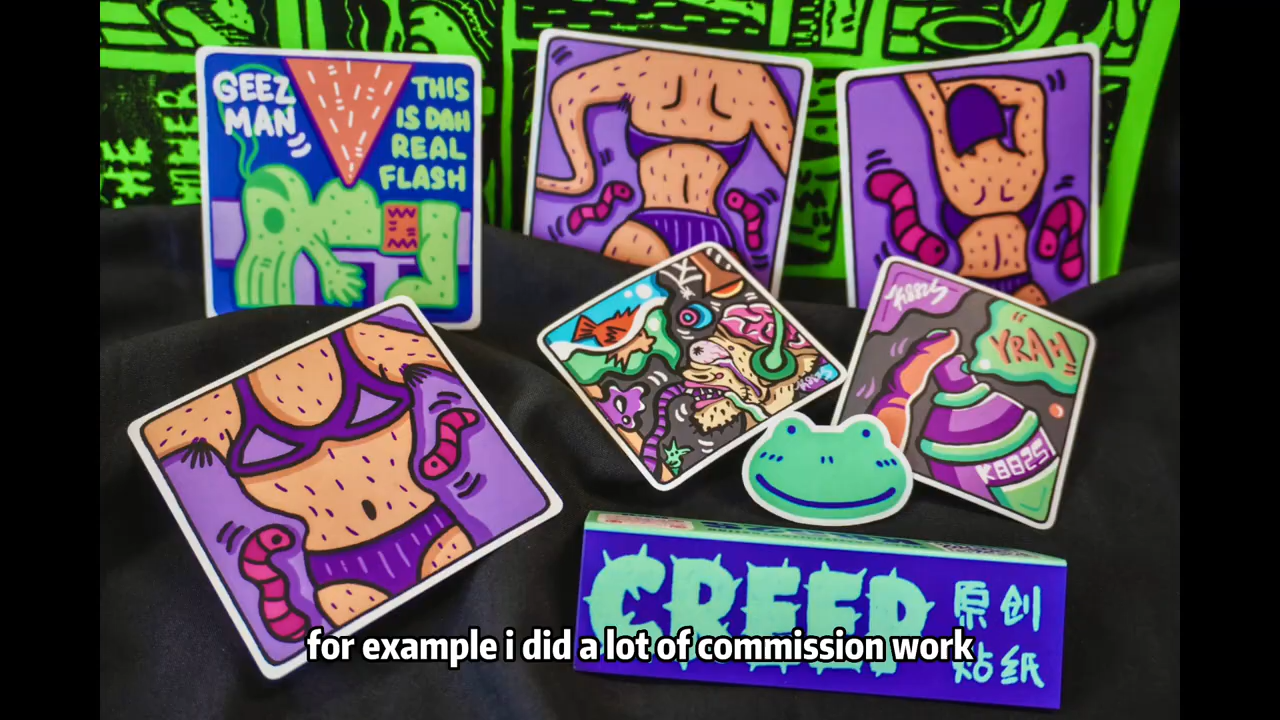 GEEZ
MAN
THIS
IS DAH
REAL
FLASH
YRAH
K8825!
CREEP
原创
贴纸
for example i did a lot of commission work